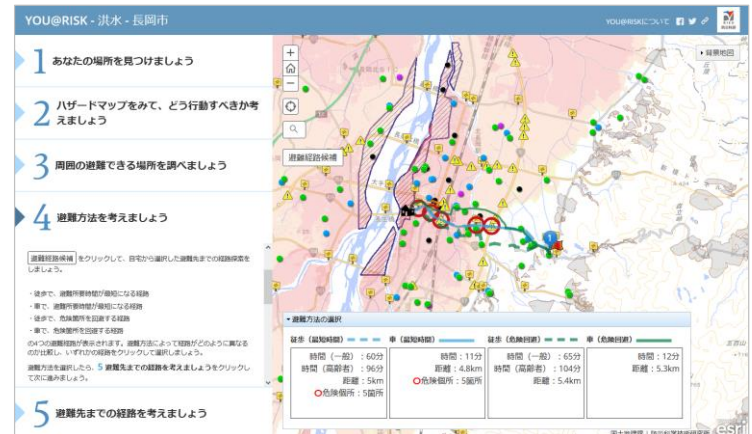 YOU@RISK - 洪水 - 長岡市
YOU@RISKについて
1 あなたの場所を見つけましょう
2 ハザードマップをみて、どう行動すべきか考
えましょう
3 周囲の避難できる場所を調べましょう
4 避難方法を考えましょう
避難経路候補 をクリックして、自宅から選択した避難先までの経路探索を
しましょう。
・徒歩で、避難所要時間が最短になる経路
・車で、避難所要時間が最短になる経路
・徒歩で、危険箇所を回避する経路
・車で、危険箇所を回避する経路
の4つの避難経路が表示されます。避難方法によって経路がどのように異なる
のか比較し、いずれかの経路をクリックして選択しましょう。
避難方法を選択したら、5 避難先までの経路を考えましょうをクリックし
て次に進みましょう。
5 避難先までの経路を考えましょう
背景地図
避難経路候補
1
避難方法の選択
徒歩（最短時間）
時間（一般）：60分
時間（高齢者）：96分
距離：5km
危険個所：5箇所
車（最短時間）
時間：11分
距離：4.8km
危険個所：5箇所
徒歩（危険回避）
時間（一般）：65分
時間（高齢者）：104分
距離：5.4km
車（危険回避）
時間：12分
距離：5.3km
esri